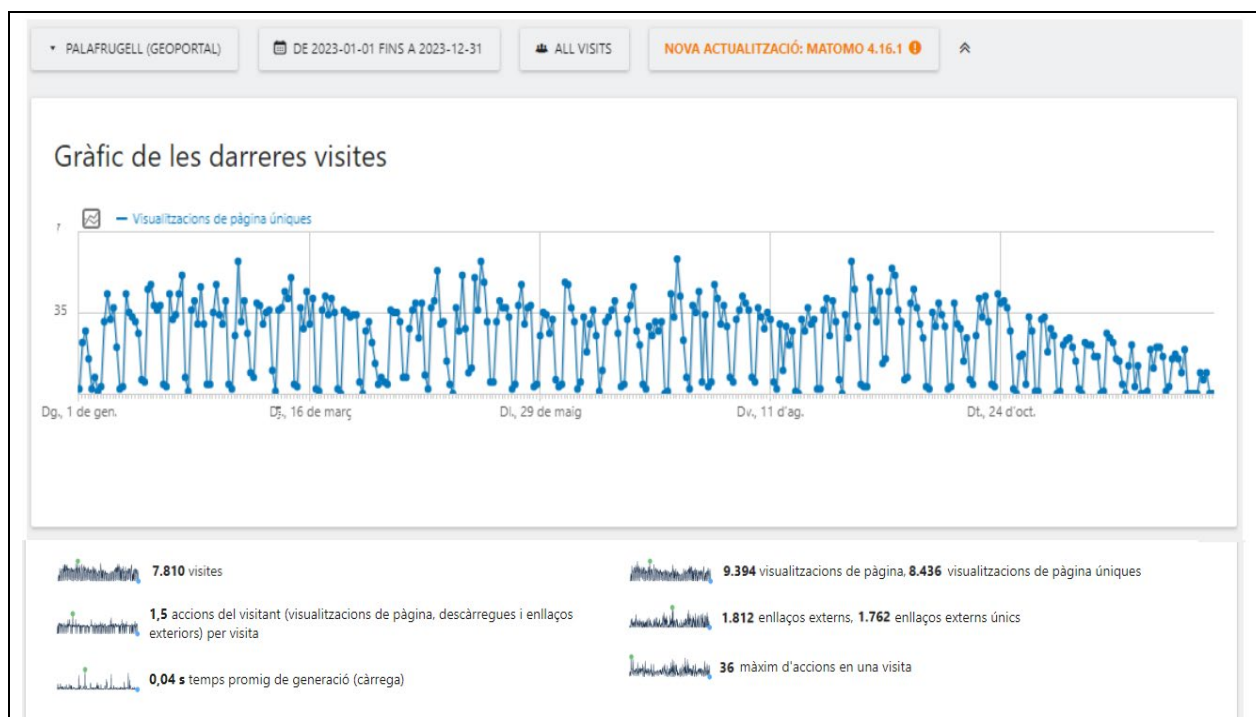 PALAFRUGELL (GEOPORTAL)
DE 2023-01-01 FINS A 2023-12-31
ALL VISITS
NOVA ACTUALITZACIÓ: MATOMO 4.16.1
Gràfic de les darreres visites
Visualitzacions de pàgina úniques
35
Dg., 1 de gen.
16 de març
Dl., 29 de maig
Dv., 11 d'ag.
Dt., 24 d'oct.
7.810 visites
1,5 accions del visitant (visualitzacions de pàgina, descàrregues i enllaços
exteriors) per visita
0,04 s temps promig de generació (càrrega)
9.394 visualitzacions de pàgina, 8.436 visualitzacions de pàgina úniques
1.812 enllaços externs, 1.762 enllaços externs únics
36 màxim d'accions en una visita